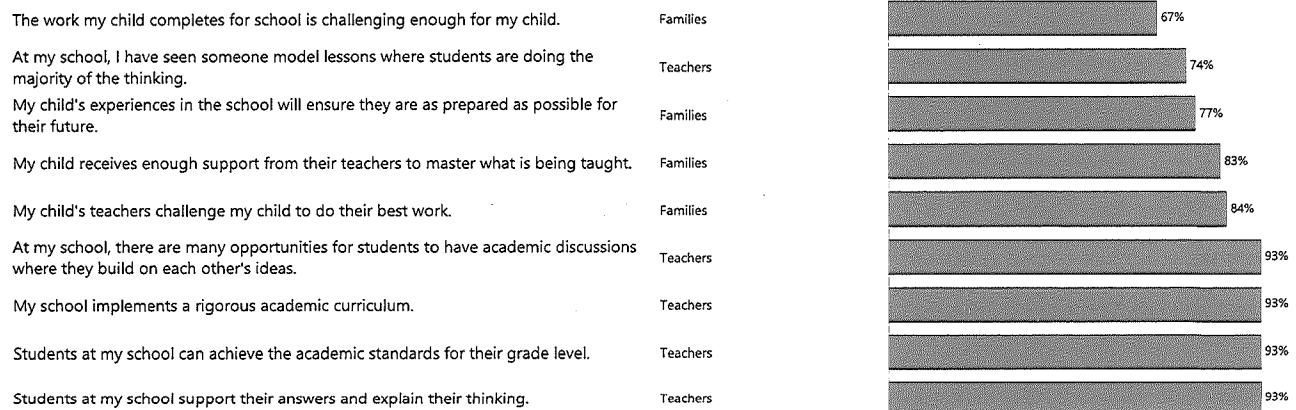 The work my child completes for school is challenging enough for my child. Families 67%
At my school, I have seen someone model lessons where students are doing the
majority of the thinking. Teachers 74%
My child's experiences in the school will ensure they are as prepared as possible for
their future. Families 77%
My child receives enough support from their teachers to master what is being taught. Families 83%
My child's teachers challenge my child to do their best work. Families 84%
At my school, there are many opportunities for students to have academic discussions
where they build on each other's ideas. Teachers 93%
My school implements a rigorous academic curriculum. Teachers 93%
Students at my school can achieve the academic standards for their grade level. Teachers 93%
Students at my school support their answers and explain their thinking. Teachers 93%